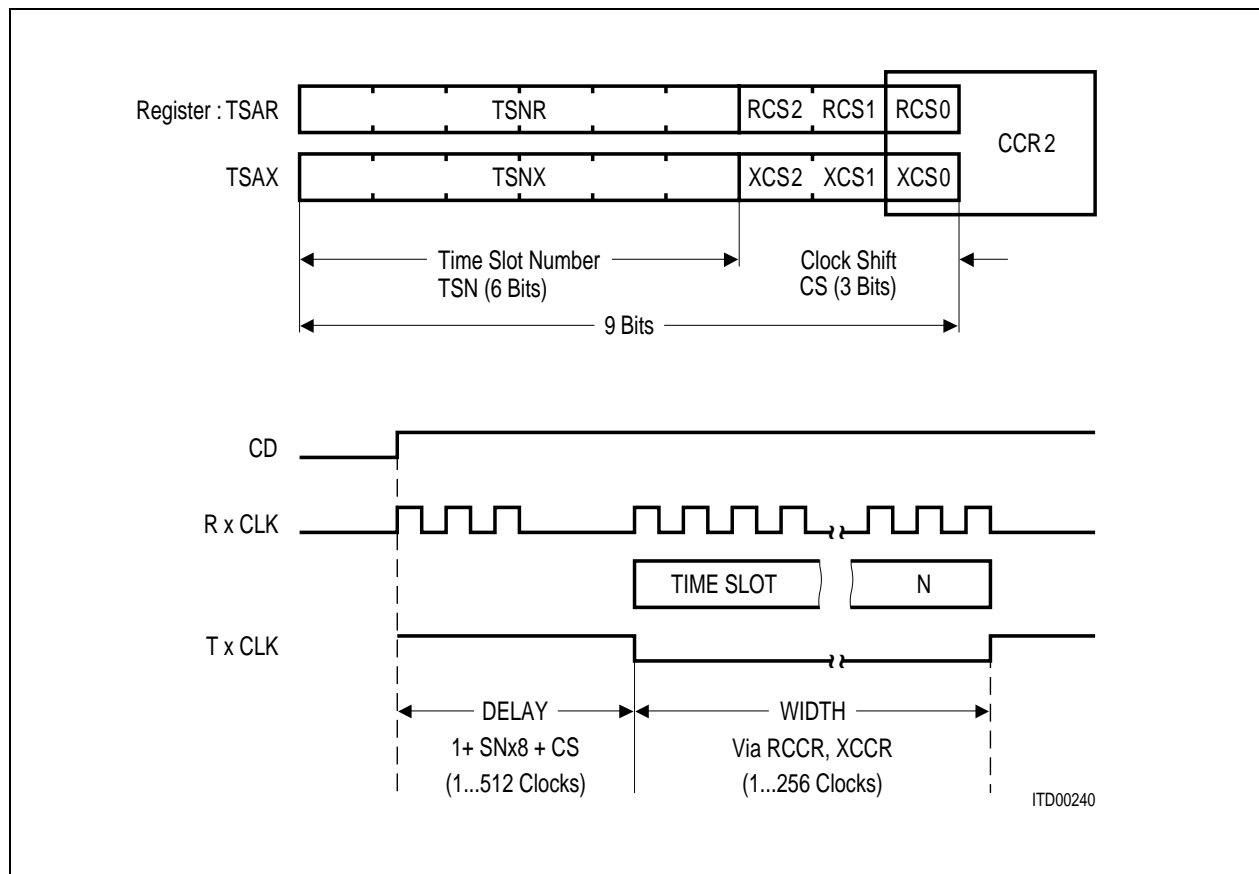 Register : TSAR TSNR RCS2 RCS1 RCS0
CCR 2
TSAX TSNX XCS2 XCS1 XCS0
Time Slot Number
TSN (6 Bits)
Clock Shift
CS (3 Bits)
9 Bits
CD
R x CLK
TIME SLOT N
T x CLK
DELAY
1+ SNx8 + CS
(1...512 Clocks)
WIDTH
Via RCCR, XCCR
(1...256 Clocks)
ITD00240